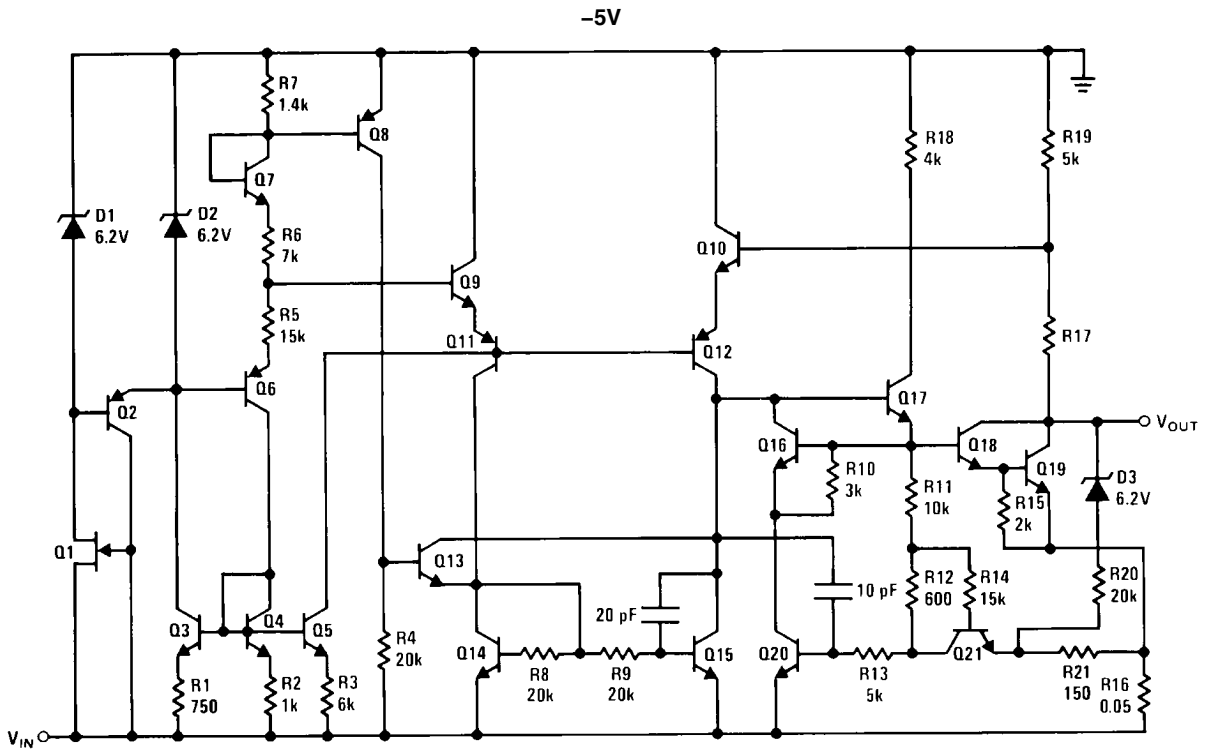 –5V
R7
1.4k
Q8
Q7
R18
4k
R19
5k
D1
6.2V
D2
6.2V
R6
7k
Q10
Q9
R5
15k
Q11
Q12
R17
Q2
Q6
Q17
VOUT
Q16
R10
3k
Q18
Q19
D3
6.2V
R11
10k
R15
2k
Q1
Q13
10 pF
R12
600
R14
15k
R20
20k
20 pF
Q3
Q4
Q5
R4
20k
Q14
R8
20k
R9
20k
Q15
Q20
R13
5k
Q21
R21
150
R16
0.05
R1
750
R2
1k
R3
6k
VIN